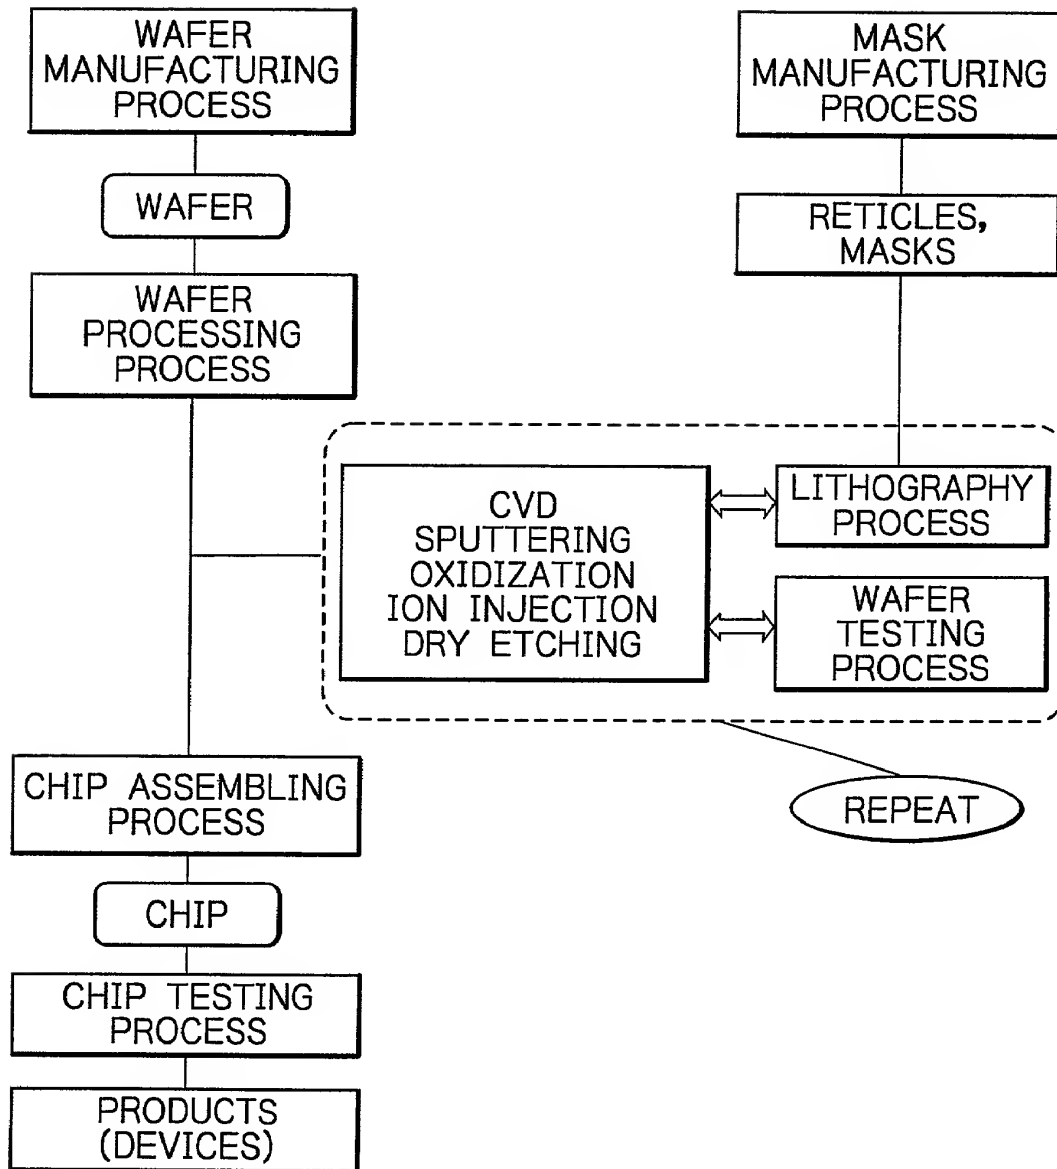 WAFER
MANUFACTURING
PROCESS
WAFER
WAFER
PROCESSING
PROCESS
MASK
MANUFACTURING
PROCESS
RETICLES,
MASKS
CVD
SPUTTERING
OXIDIZATION
ION INJECTION
DRY ETCHING
LITHOGRAPHY
PROCESS
WAFER
TESTING
PROCESS
REPEAT
CHIP ASSEMBLING
PROCESS
CHIP
CHIP TESTING
PROCESS
PRODUCTS
(DEVICES)